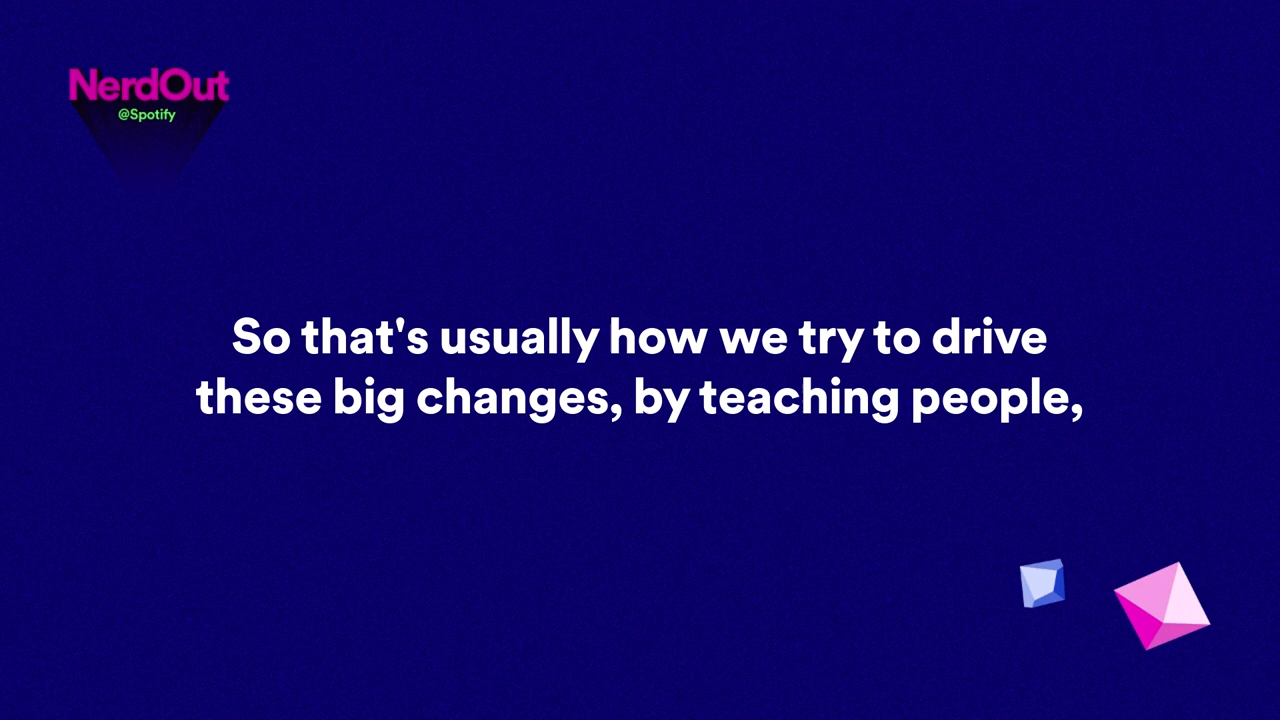 NerdOut
@Spotify
So that's usually how we try to drive
these big changes, by teaching people,